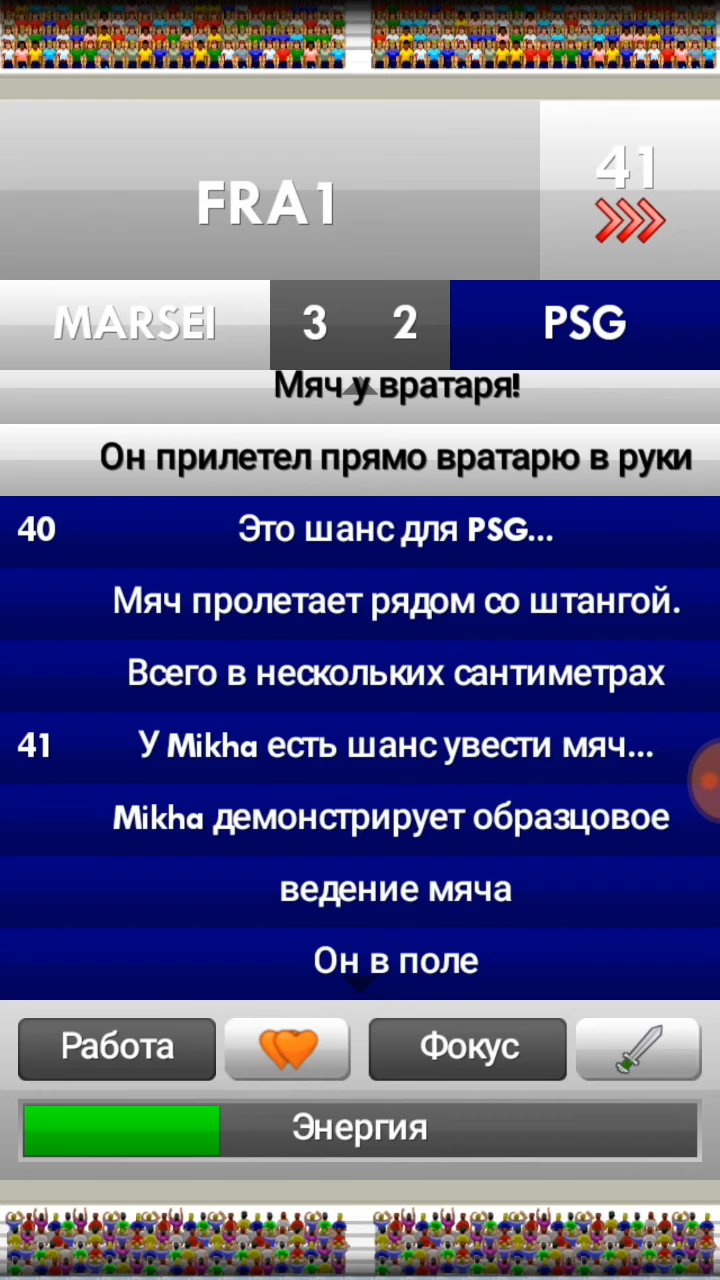 FRA1
41
MARSEI 3 2 PSG
Мяч у вратаря!
Он прилетел прямо вратарю в руки
40 Это шанс для PSG...
Мяч пролетает рядом со штангой.
Всего в нескольких сантиметрах
41 У Mikha есть шанс увести мяч...
Mikha демонстрирует образцовое
ведение мяча
Он в поле
Работа Фокус
Энергия